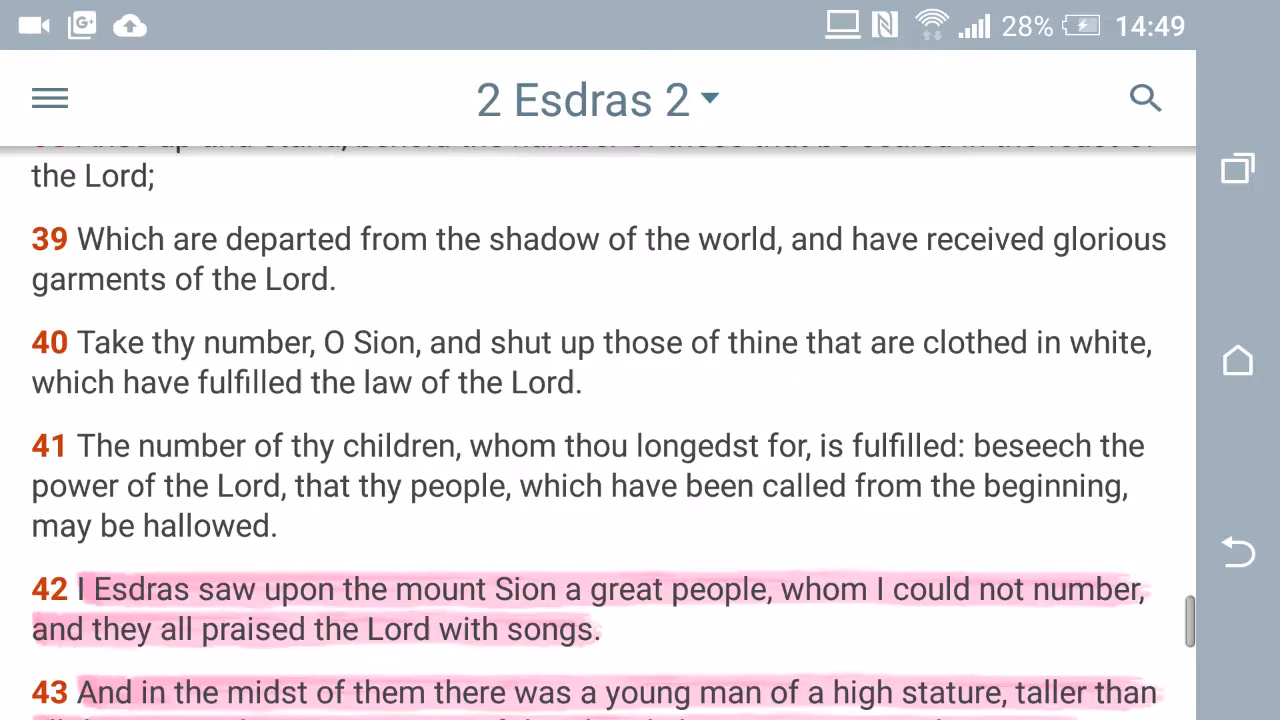 28% 14:49
2 Esdras 2
the Lord;
39 Which are departed from the shadow of the world, and have received glorious
garments of the Lord.
40 Take thy number, O Sion, and shut up those of thine that are clothed in white,
which have fulfilled the law of the Lord.
41 The number of thy children, whom thou longedst for, is fulfilled: beseech the
power of the Lord, that thy people, which have been called from the beginning,
may be hallowed.
42 I Esdras saw upon the mount Sion a great people, whom I could not number,
and they all praised the Lord with songs.
43 And in the midst of them there was a young man of a high stature, taller than